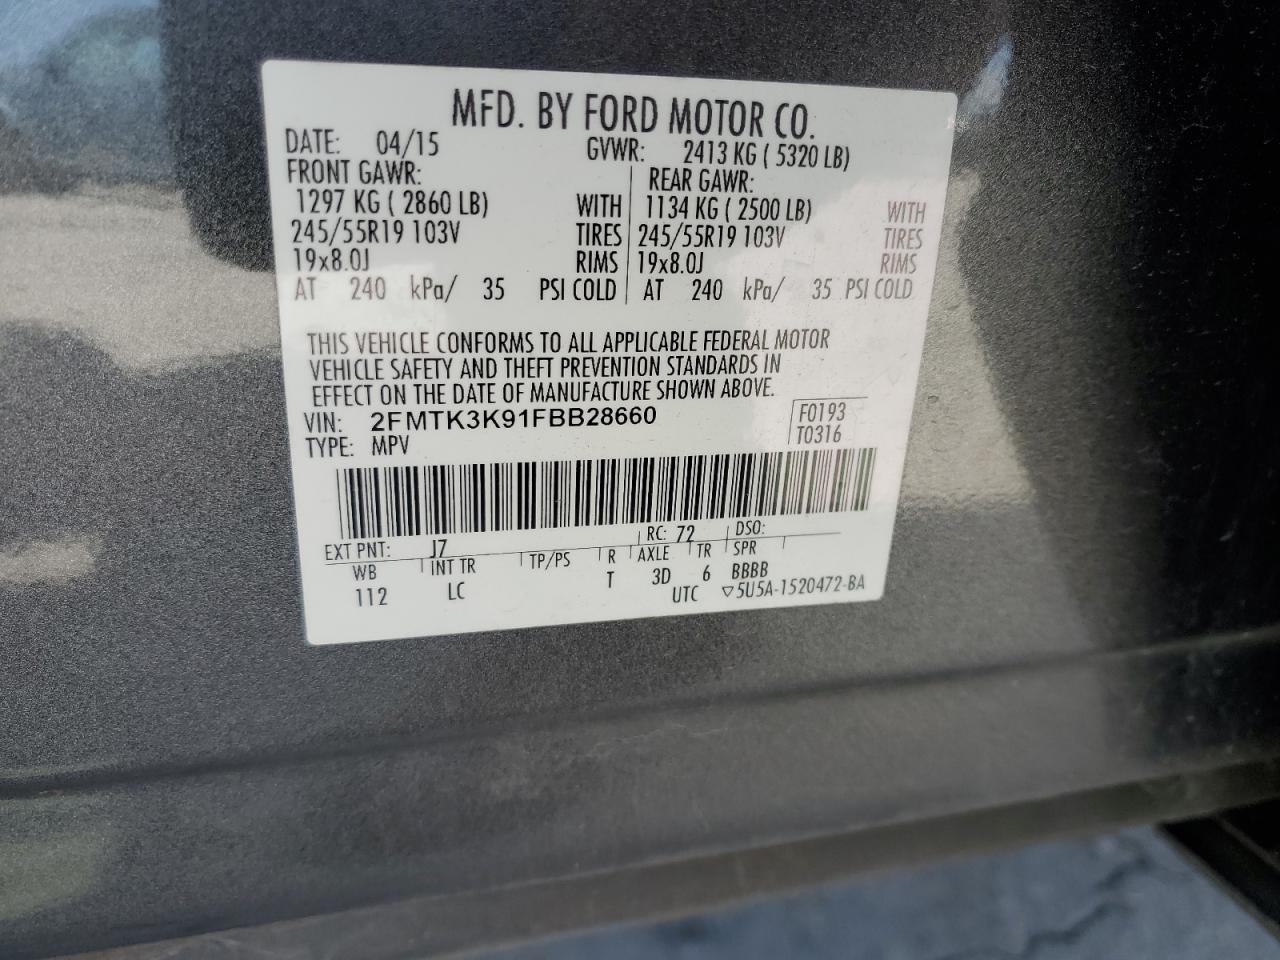 MFD. BY FORD MOTOR CO.
DATE: 04/15 GVWR: 2413 KG ( 5320 LB)
FRONT GAWR: REAR GAWR:
1297 KG ( 2860 LB) WITH 1134 KG ( 2500 LB) WITH
245/55R19 103V TIRES 245/55R19 103V TIRES
19x8.0J RIMS 19x8.0J RIMS
AT 240 kPa/ 35 PSI COLD AT 240 kPa/ 35 PSI COLD
THIS VEHICLE CONFORMS TO ALL APPLICABLE FEDERAL MOTOR
VEHICLE SAFETY AND THEFT PREVENTION STANDARDS IN
EFFECT ON THE DATE OF MANUFACTURE SHOWN ABOVE.
VIN: 2FMTK3K91FBB28660 F0193
TYPE: MPV T0316
EXT PNT: J7 RC: 72 DSO:
WB INT TR TP/PS R AXLE TR SPR
112 LC T 3D 6 BBBB
UTC ▽5U5A-1520472-BA